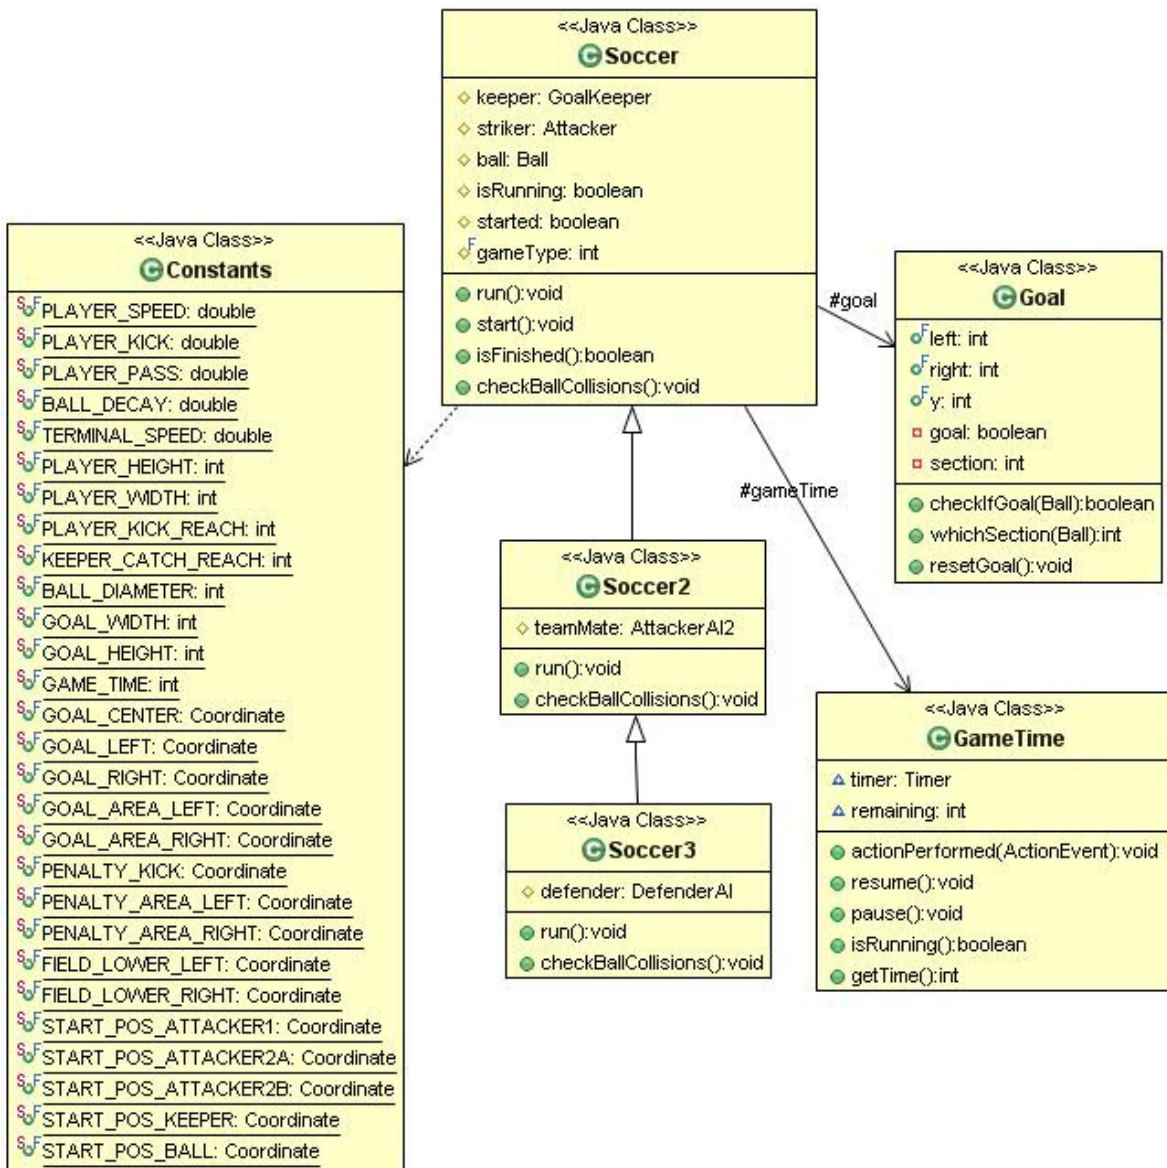 <<Java Class>>
Soccer
keeper: GoalKeeper
striker: Attacker
ball: Ball
isRunning: boolean
started: boolean
gameType: int
run():void
start():void
isFinished():boolean
checkBallCollisions():void
<<Java Class>>
Constants
PLAYER_SPEED: double
PLAYER_KICK: double
PLAYER_PASS: double
BALL_DECAY: double
TERMINAL_SPEED: double
PLAYER_HEIGHT: int
PLAYER_WIDTH: int
PLAYER_KICK_REACH: int
KEEPER_CATCH_REACH: int
BALL_DIAMETER: int
GOAL_WIDTH: int
GOAL_HEIGHT: int
GAME_TIME: int
GOAL_CENTER: Coordinate
GOAL_LEFT: Coordinate
GOAL_RIGHT: Coordinate
GOAL_AREA_LEFT: Coordinate
GOAL_AREA_RIGHT: Coordinate
PENALTY_KICK: Coordinate
PENALTY_AREA_LEFT: Coordinate
PENALTY_AREA_RIGHT: Coordinate
FIELD_LOWER_LEFT: Coordinate
FIELD_LOWER_RIGHT: Coordinate
START_POS_ATTACKER1: Coordinate
START_POS_ATTACKER2A: Coordinate
START_POS_ATTACKER2B: Coordinate
START_POS_KEEPER: Coordinate
START_POS_BALL: Coordinate
#goal
<<Java Class>>
Goal
left: int
right: int
y: int
goal: boolean
section: int
checkIfGoal(Ball):boolean
whichSection(Ball):int
resetGoal():void
#gameTime
<<Java Class>>
Soccer2
teamMate: AttackerAI2
run():void
checkBallCollisions():void
<<Java Class>>
Soccer3
defender: DefenderAI
run():void
checkBallCollisions():void
<<Java Class>>
GameTime
timer: Timer
remaining: int
actionPerformed(ActionEvent):void
resume():void
pause():void
isRunning():boolean
getTime():int